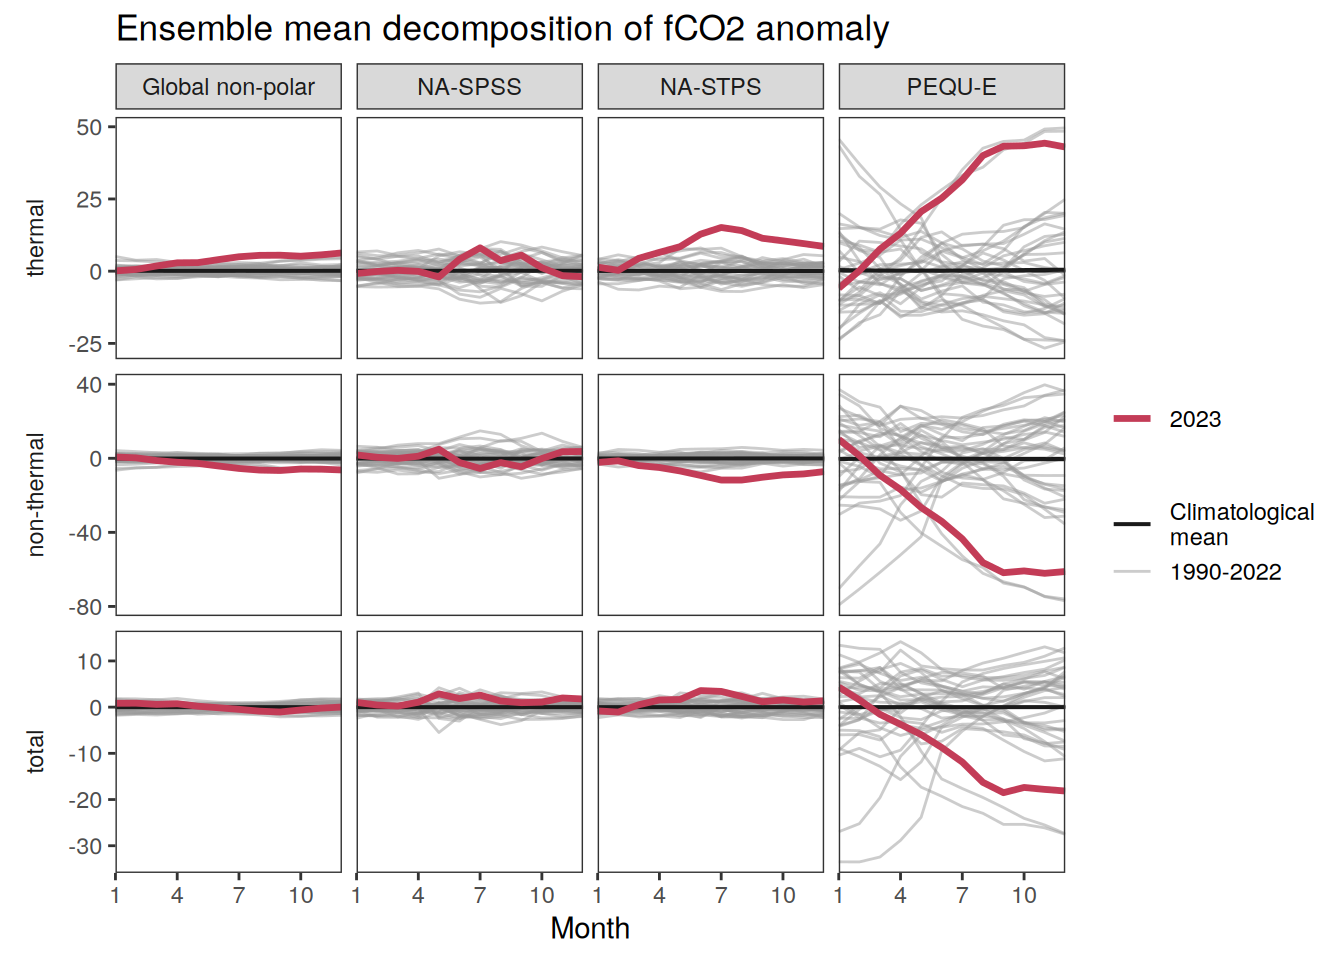 Ensemble mean decomposition of fCO2 anomaly
Global non-polar
NA-SPSS
NA-STPS
PEQU-E
thermal
50
25
0
-25
non-thermal
40
0
-40
-80
total
10
0
-10
-20
-30
1 4 7 10
1 4 7 10
1 4 7 10
1 4 7 10
Month
2023
Climatological
mean
1990-2022